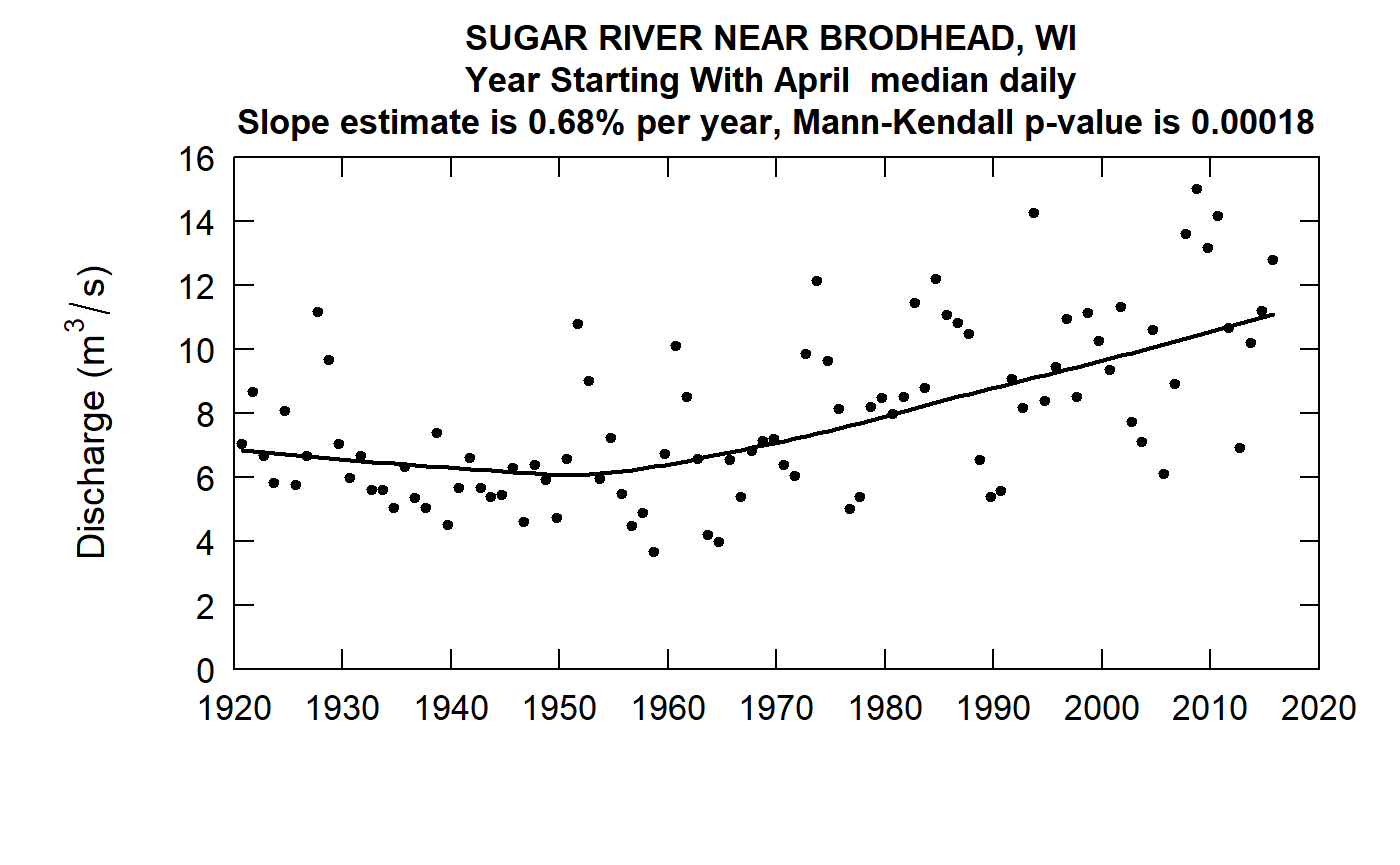 SUGAR RIVER NEAR BRODHEAD, WI
Year Starting With April  median daily
Slope estimate is 0.68% per year, Mann-Kendall p-value is 0.00018
Discharge (m³/s)
16
14
12
10
8
6
4
2
0
1920 1930 1940 1950 1960 1970 1980 1990 2000 2010 2020